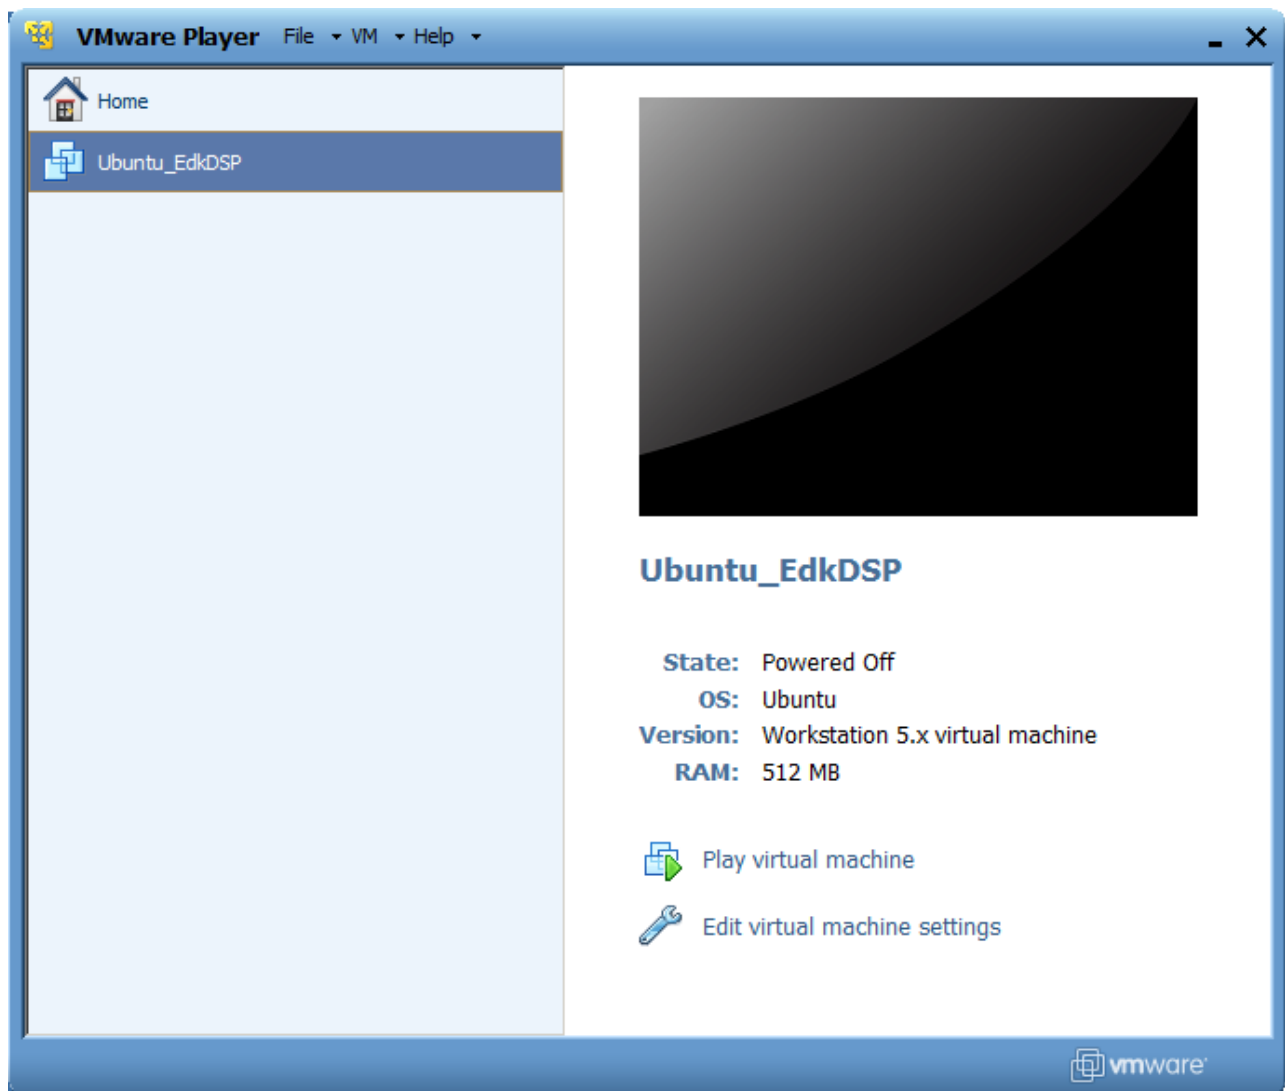 VMware Player File VM Help
Home
Ubuntu_EdkDSP
Ubuntu_EdkDSP
State: Powered Off
OS: Ubuntu
Version: Workstation 5.x virtual machine
RAM: 512 MB
Play virtual machine
Edit virtual machine settings
vmware